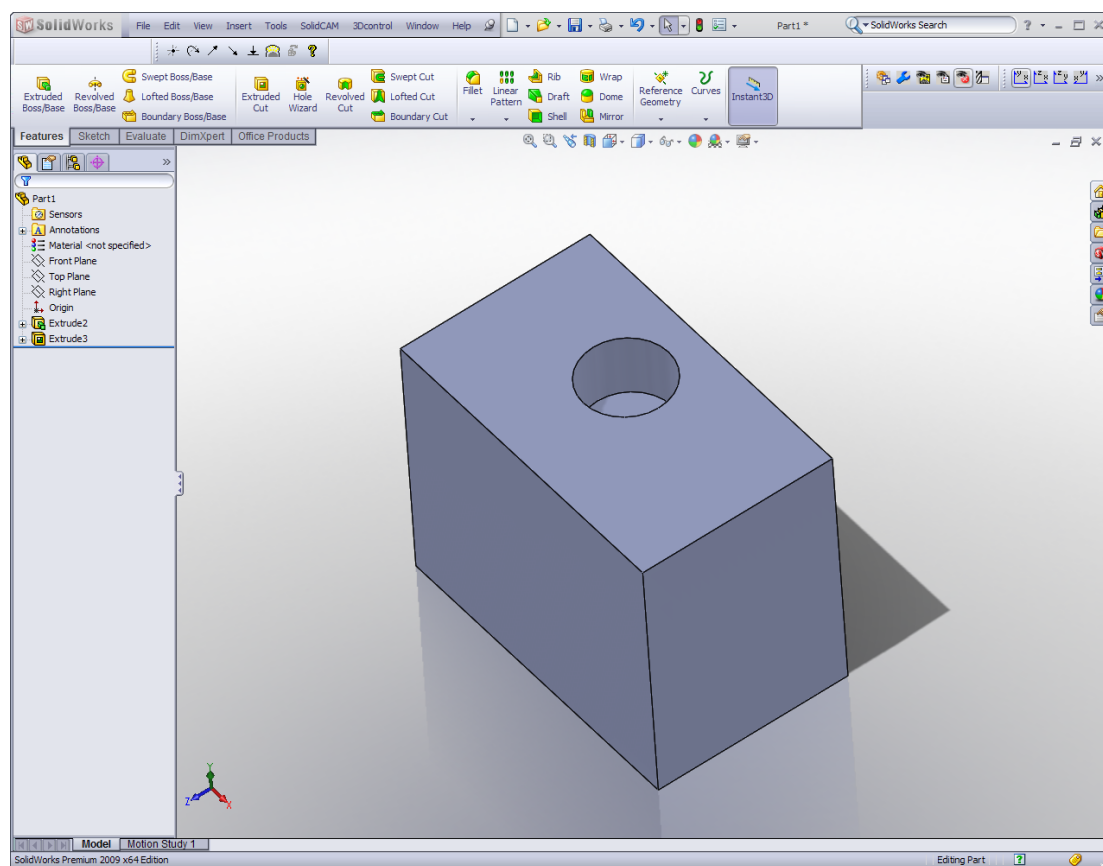 SolidWorks File Edit View Insert Tools SolidCAM 3Dcontrol Window Help Part1 * SolidWorks Search
Extruded Boss/Base
Revolved Boss/Base
Swept Boss/Base
Lofted Boss/Base
Boundary Boss/Base
Extruded Cut
Hole Wizard
Revolved Cut
Swept Cut
Lofted Cut
Boundary Cut
Fillet
Linear Pattern
Rib
Draft
Shell
Wrap
Dome
Mirror
Reference Geometry
Curves
Instant3D
Features Sketch Evaluate DimXpert Office Products
Part1
Sensors
Annotations
Material <not specified>
Front Plane
Top Plane
Right Plane
Origin
Extrude2
Extrude3
Y
Z X
Model Motion Study 1
SolidWorks Premium 2009 x64 Edition Editing Part